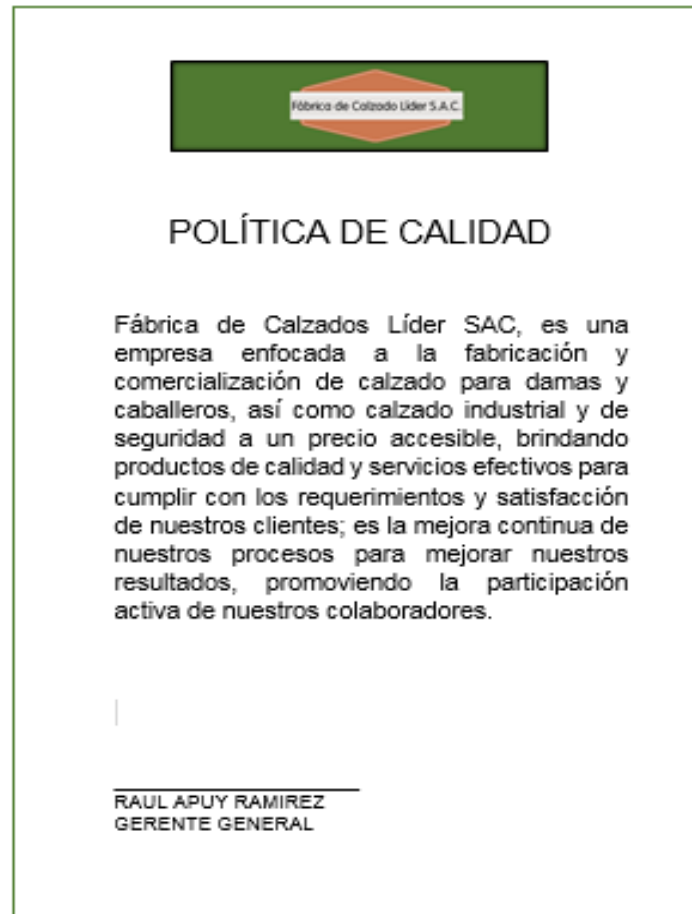 Fábrica de Calzado Líder S.A.C.
POLÍTICA DE CALIDAD
Fábrica de Calzados Líder SAC, es una
empresa enfocada a la fabricación y
comercialización de calzado para damas y
caballeros, así como calzado industrial y de
seguridad a un precio accesible, brindando
productos de calidad y servicios efectivos para
cumplir con los requerimientos y satisfacción
de nuestros clientes; es la mejora continua de
nuestros procesos para mejorar nuestros
resultados, promoviendo la participación
activa de nuestros colaboradores.
RAUL APUY RAMIREZ
GERENTE GENERAL